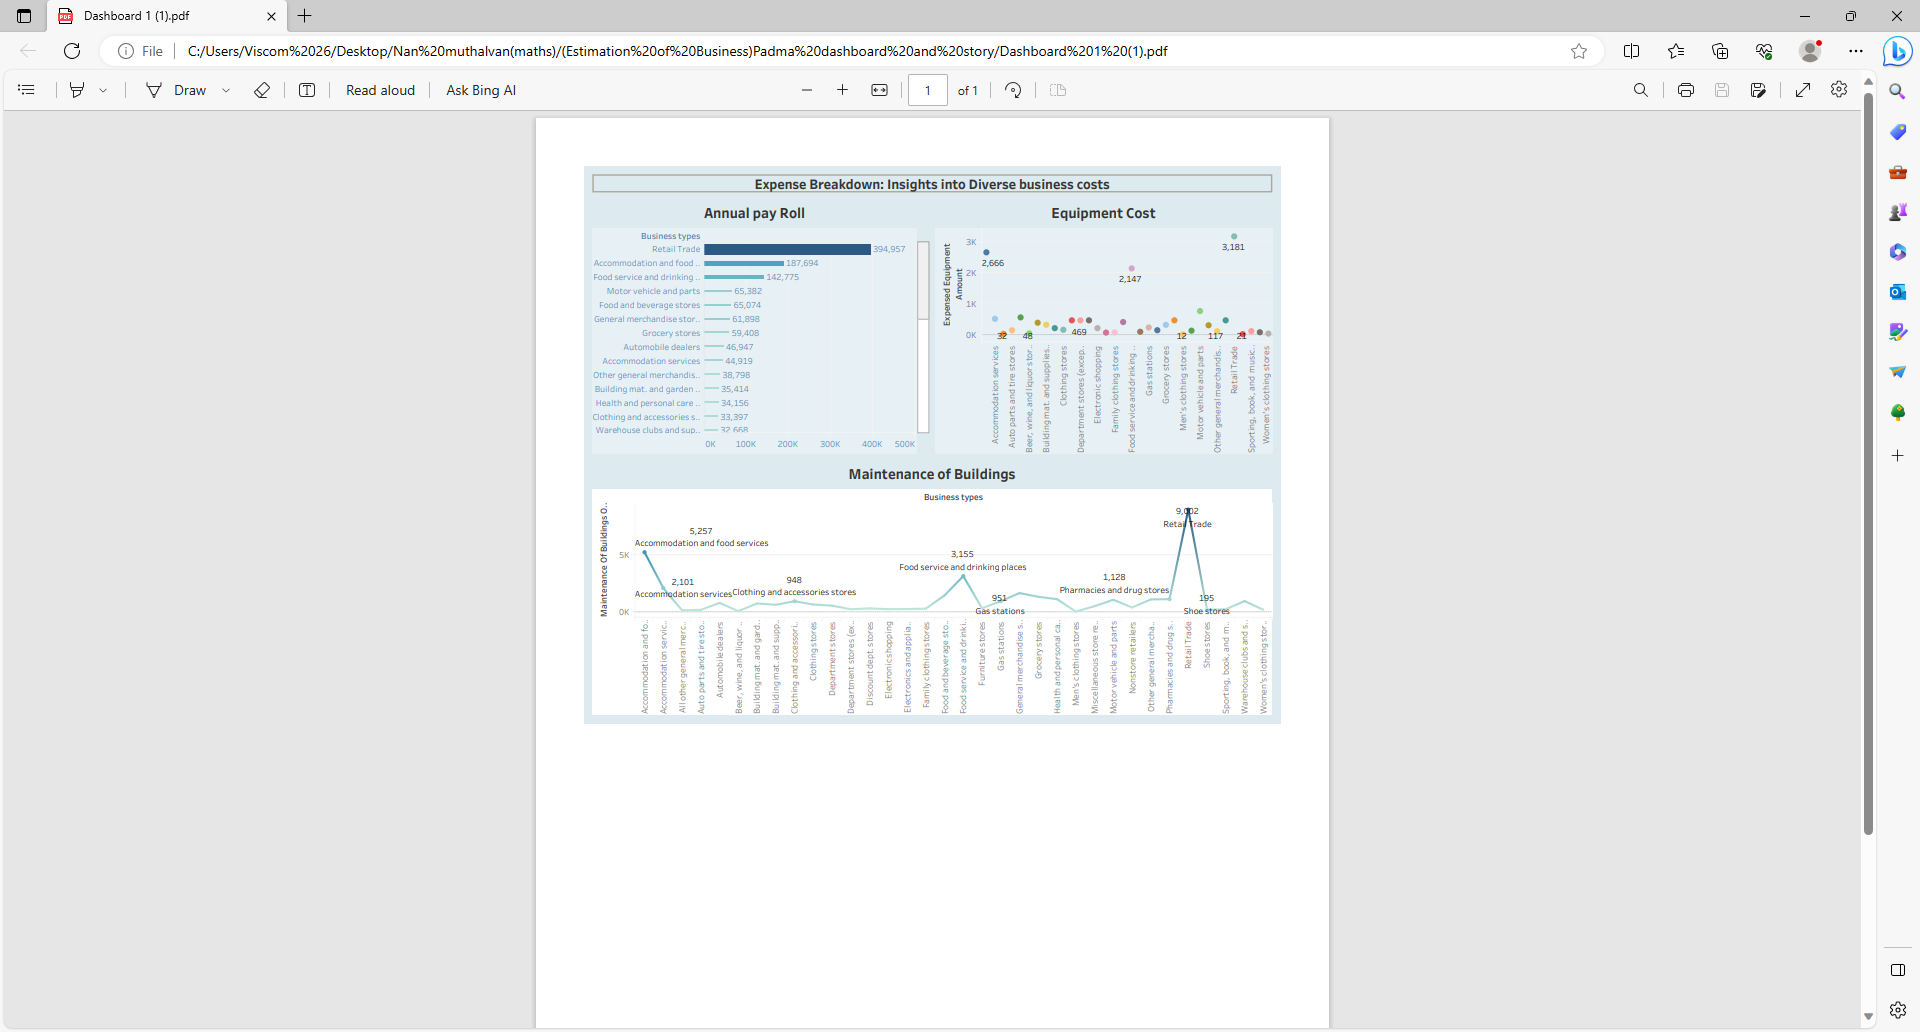 Dashboard 1 (1).pdf
File
C:/Users/Viscom%2026/Desktop/Nan%20muthalvan(maths)/(Estimation%20of%20Business)Padma%20dashboard%20and%20story/Dashboard%201%20(1).pdf
Draw
Read aloud
Ask Bing AI
1
of 1
Expense Breakdown: Insights into Diverse business costs
Annual pay Roll
Business types
Retail Trade 394,957
Accommodation and food .. 187,694
Food service and drinking .. 142,775
Motor vehicle and parts 65,382
Food and beverage stores 65,074
General merchandise stor.. 61,898
Grocery stores 59,408
Automobile dealers 46,947
Accommodation services 44,919
Other general merchandis.. 38,798
Building mat. and garden .. 35,414
Health and personal care .. 34,156
Clothing and accessories s.. 33,397
Warehouse clubs and sup.. 32,668
0K 100K 200K 300K 400K 500K
Equipment Cost
Expensed Equipment
Amount
3K
2K
1K
0K
2,666
3,181
2,147
32
48
469
12
117
21
Accommodation services
Auto parts and tire stores
Beer, wine, and liquor stor..
Building mat. and supplies..
Clothing stores
Department stores (excep..
Electronic shopping
Family clothing stores
Food service and drinking ..
Gas stations
Grocery stores
Men's clothing stores
Motor vehicle and parts
Other general merchandis..
Retail Trade
Sporting, book, and music..
Women's clothing stores
Maintenance of Buildings
Business types
Maintenance Of Buildings O..
5K
0K
5,257
Accommodation and food services
2,101
Accommodation services
948
Clothing and accessories stores
3,155
Food service and drinking places
951
Gas stations
1,128
Pharmacies and drug stores
9,002
Retail Trade
195
Shoe stores
Accommodation and fo..
Accommodation servic..
All other general merc..
Auto parts and tire sto..
Automobile dealers
Beer, wine, and liquor ..
Building mat. and gard..
Building mat. and supp..
Clothing and accessori..
Clothing stores
Department stores
Department stores (ex..
Discount dept. stores
Electronic shopping
Electronics and applia..
Family clothing stores
Food and beverage sto..
Food service and drinki..
Furniture stores
Gas stations
General merchandise s..
Grocery stores
Health and personal ca..
Men's clothing stores
Miscellaneous store re..
Motor vehicle and parts
Nonstore retailers
Other general mercha..
Pharmacies and drug s..
Retail Trade
Shoe stores
Sporting, book, and m..
Warehouse clubs and s..
Women's clothing stor..